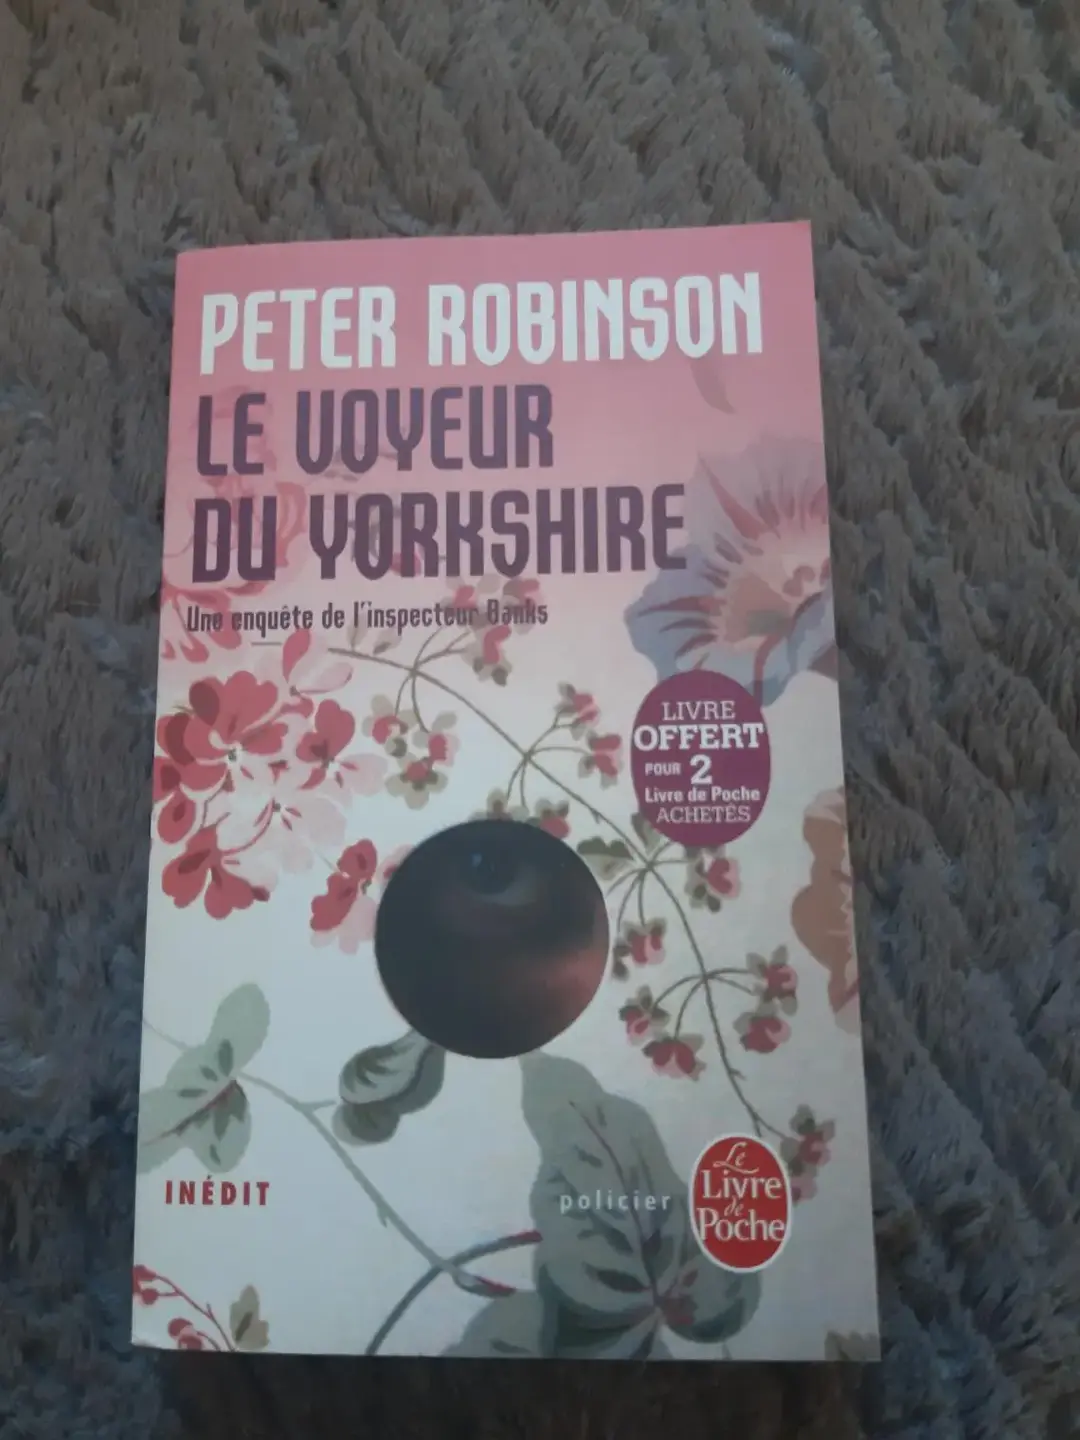 PETER ROBINSON
LE VOYEUR
DU YORKSHIRE
Une enquête de l'inspecteur Banks
LIVRE
OFFERT
POUR 2
Livre de Poche
ACHETÉS
INÉDIT
policier
Le
Livre
de
Poche